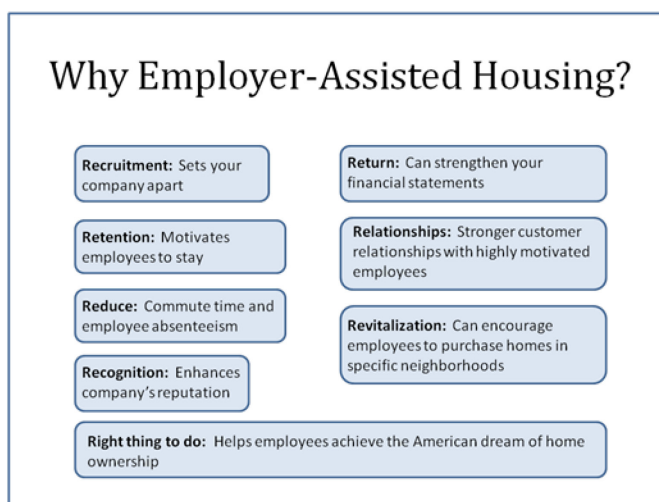 Why Employer-Assisted Housing?
Recruitment: Sets your
company apart
Retention: Motivates
employees to stay
Reduce: Commute time and
employee absenteeism
Recognition: Enhances
company's reputation
Return: Can strengthen your
financial statements
Relationships: Stronger customer
relationships with highly motivated
employees
Revitalization: Can encourage
employees to purchase homes in
specific neighborhoods
Right thing to do: Helps employees achieve the American dream of home
ownership